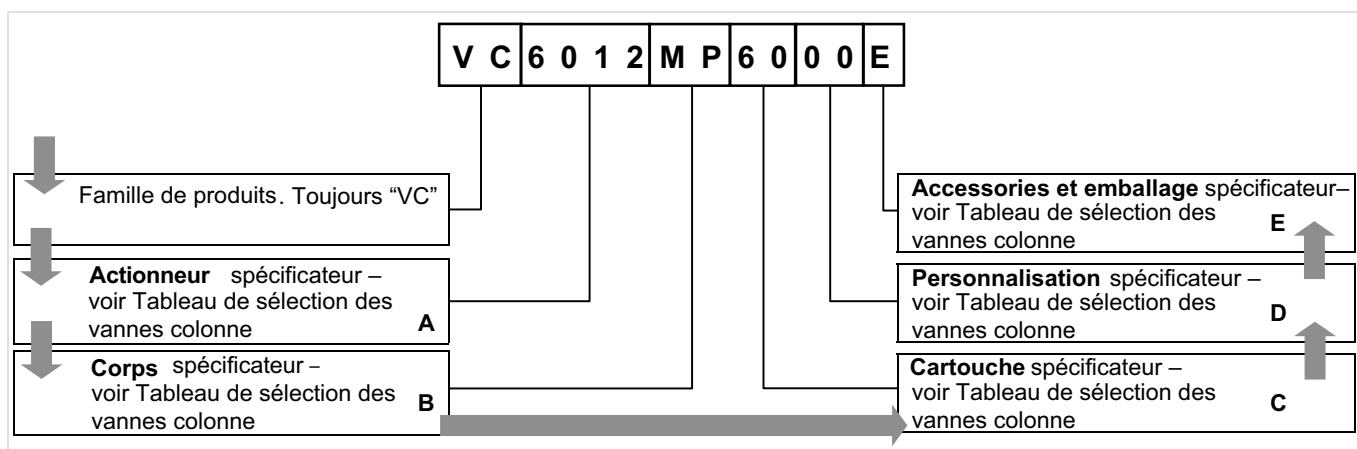 V C 6 0 1 2 M P 6 0 0 0 E
Famille de produits. Toujours “VC”
Actionneur spécificateur –
voir Tableau de sélection des
vannes colonne A
Corps spécificateur –
voir Tableau de sélection des
vannes colonne B
Accessories et emballage spécificateur–
voir Tableau de sélection des
vannes colonne E
Personnalisation spécificateur –
voir Tableau de sélection des
vannes colonne D
Cartouche spécificateur –
voir Tableau de sélection des
vannes colonne C